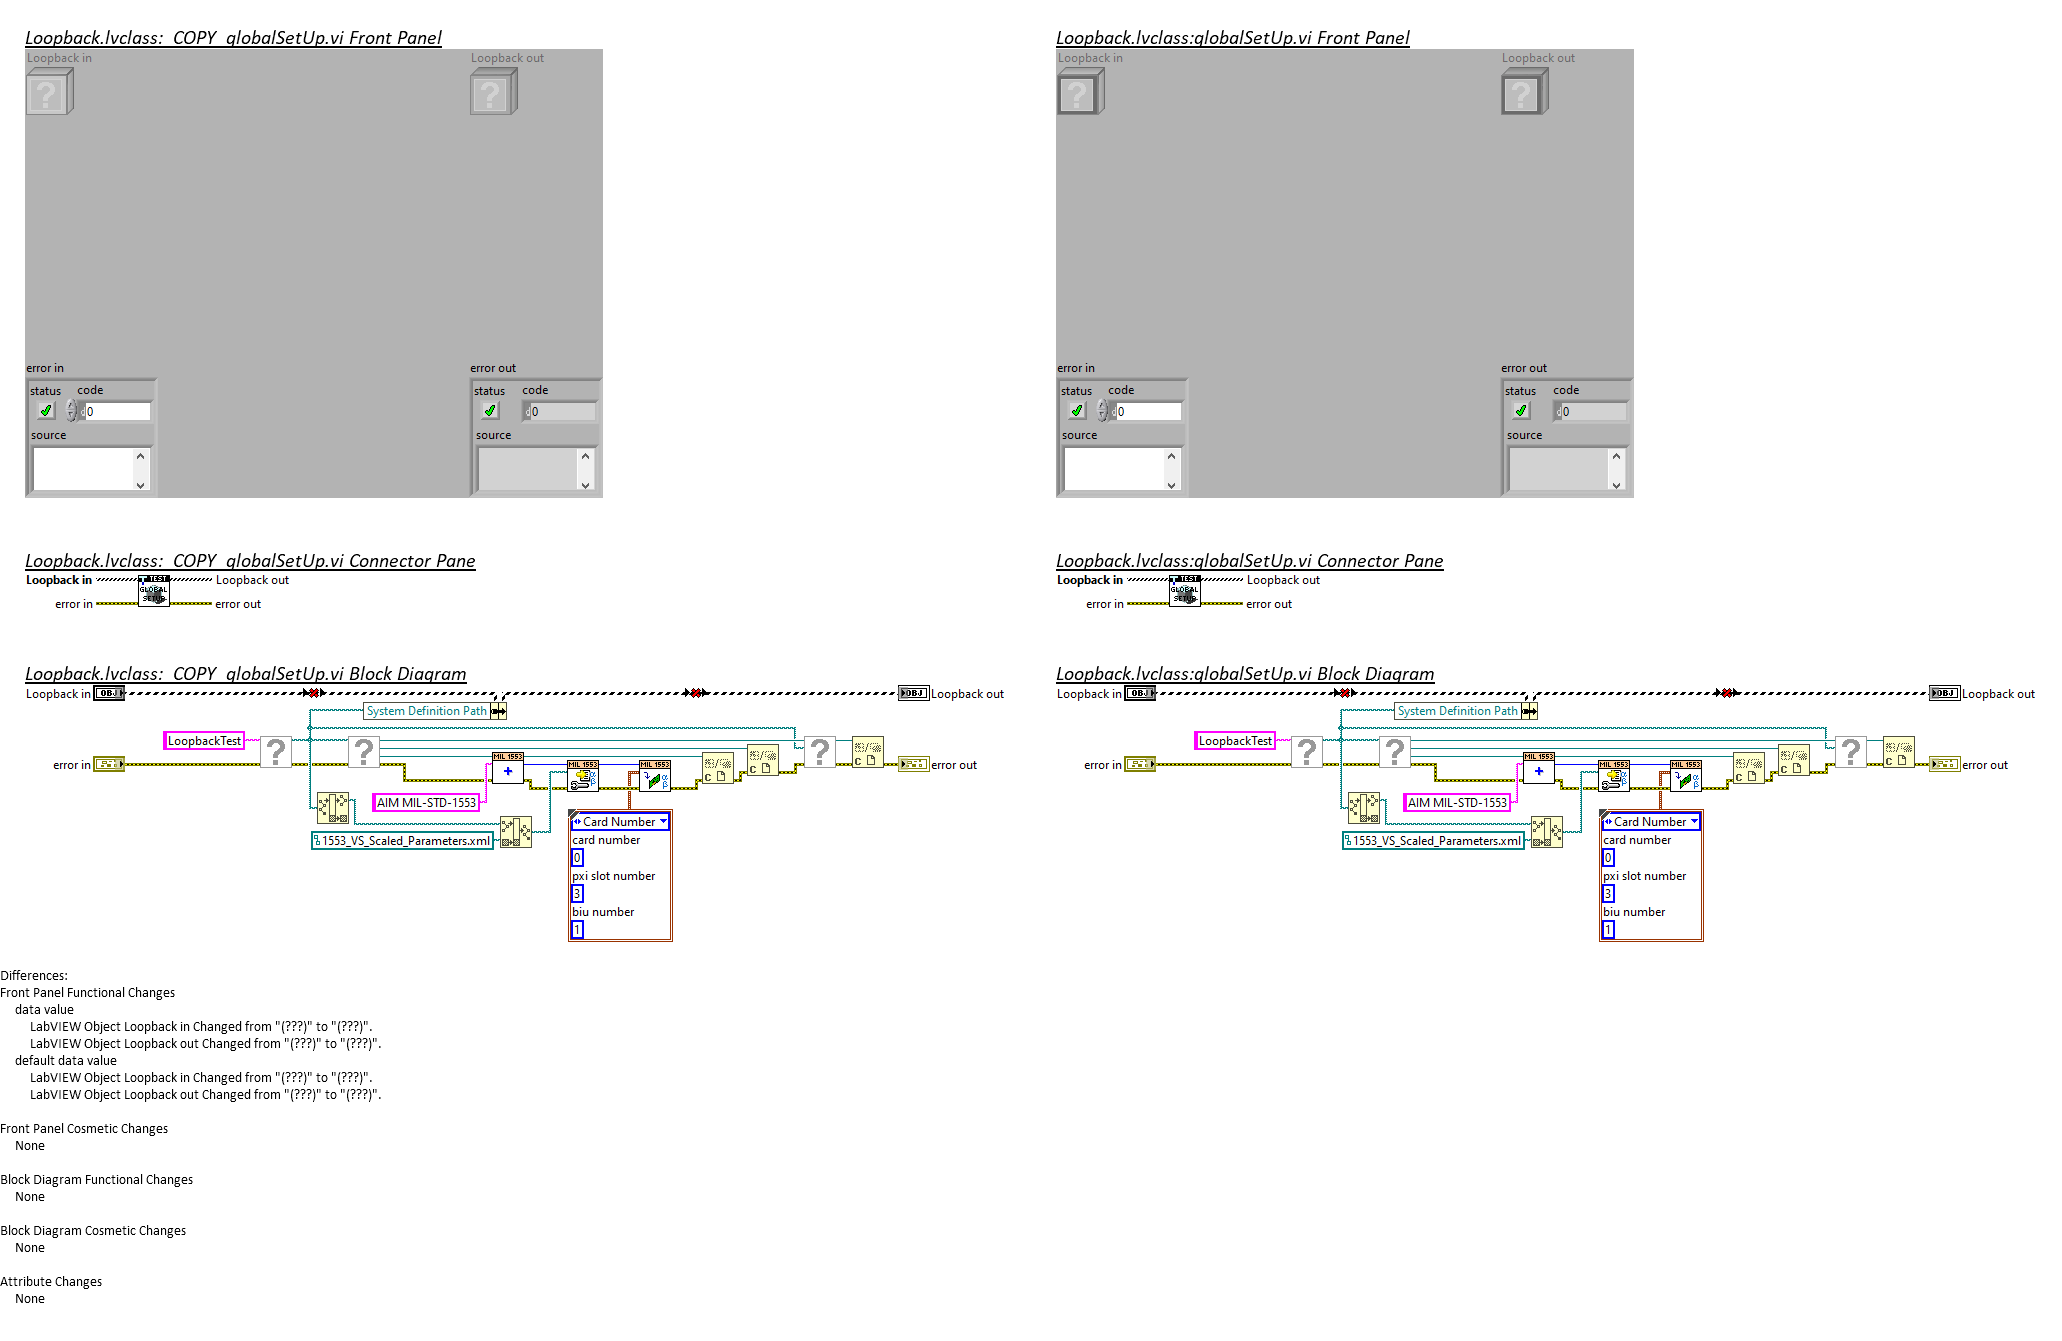 Loopback.lvclass:  COPY  globalSetUp.vi Front Panel
Loopback in
Loopback out
?
?
error in
error out
status code
0
source
status code
0
source
Loopback.lvclass:globalSetUp.vi Front Panel
Loopback in
Loopback out
?
?
error in
error out
status code
0
source
status code
0
source
Loopback.lvclass:  COPY  globalSetUp.vi Connector Pane
Loopback in
Loopback out
TEST
GLOBAL
SETUP
error in
error out
Loopback.lvclass:globalSetUp.vi Connector Pane
Loopback in
Loopback out
TEST
GLOBAL
SETUP
error in
error out
Loopback.lvclass:  COPY  globalSetUp.vi Block Diagram
Loopback in
OBJ
OBJ
Loopback out
System Definition Path
LoopbackTest
?
?
?
error in
error out
MIL 1553
MIL 1553
MIL 1553
C
C
C
AIM MIL-STD-1553
1553_VS_Scaled_Parameters.xml
Card Number
card number
0
pxi slot number
3
biu number
1
Loopback.lvclass:globalSetUp.vi Block Diagram
Loopback in
OBJ
OBJ
Loopback out
System Definition Path
LoopbackTest
?
?
?
error in
error out
MIL 1553
MIL 1553
MIL 1553
C
C
C
AIM MIL-STD-1553
1553_VS_Scaled_Parameters.xml
Card Number
card number
0
pxi slot number
3
biu number
1
Differences:
Front Panel Functional Changes
data value
LabVIEW Object Loopback in Changed from "(???)" to "(???)".
LabVIEW Object Loopback out Changed from "(???)" to "(???)".
default data value
LabVIEW Object Loopback in Changed from "(???)" to "(???)".
LabVIEW Object Loopback out Changed from "(???)" to "(???)".
Front Panel Cosmetic Changes
None
Block Diagram Functional Changes
None
Block Diagram Cosmetic Changes
None
Attribute Changes
None